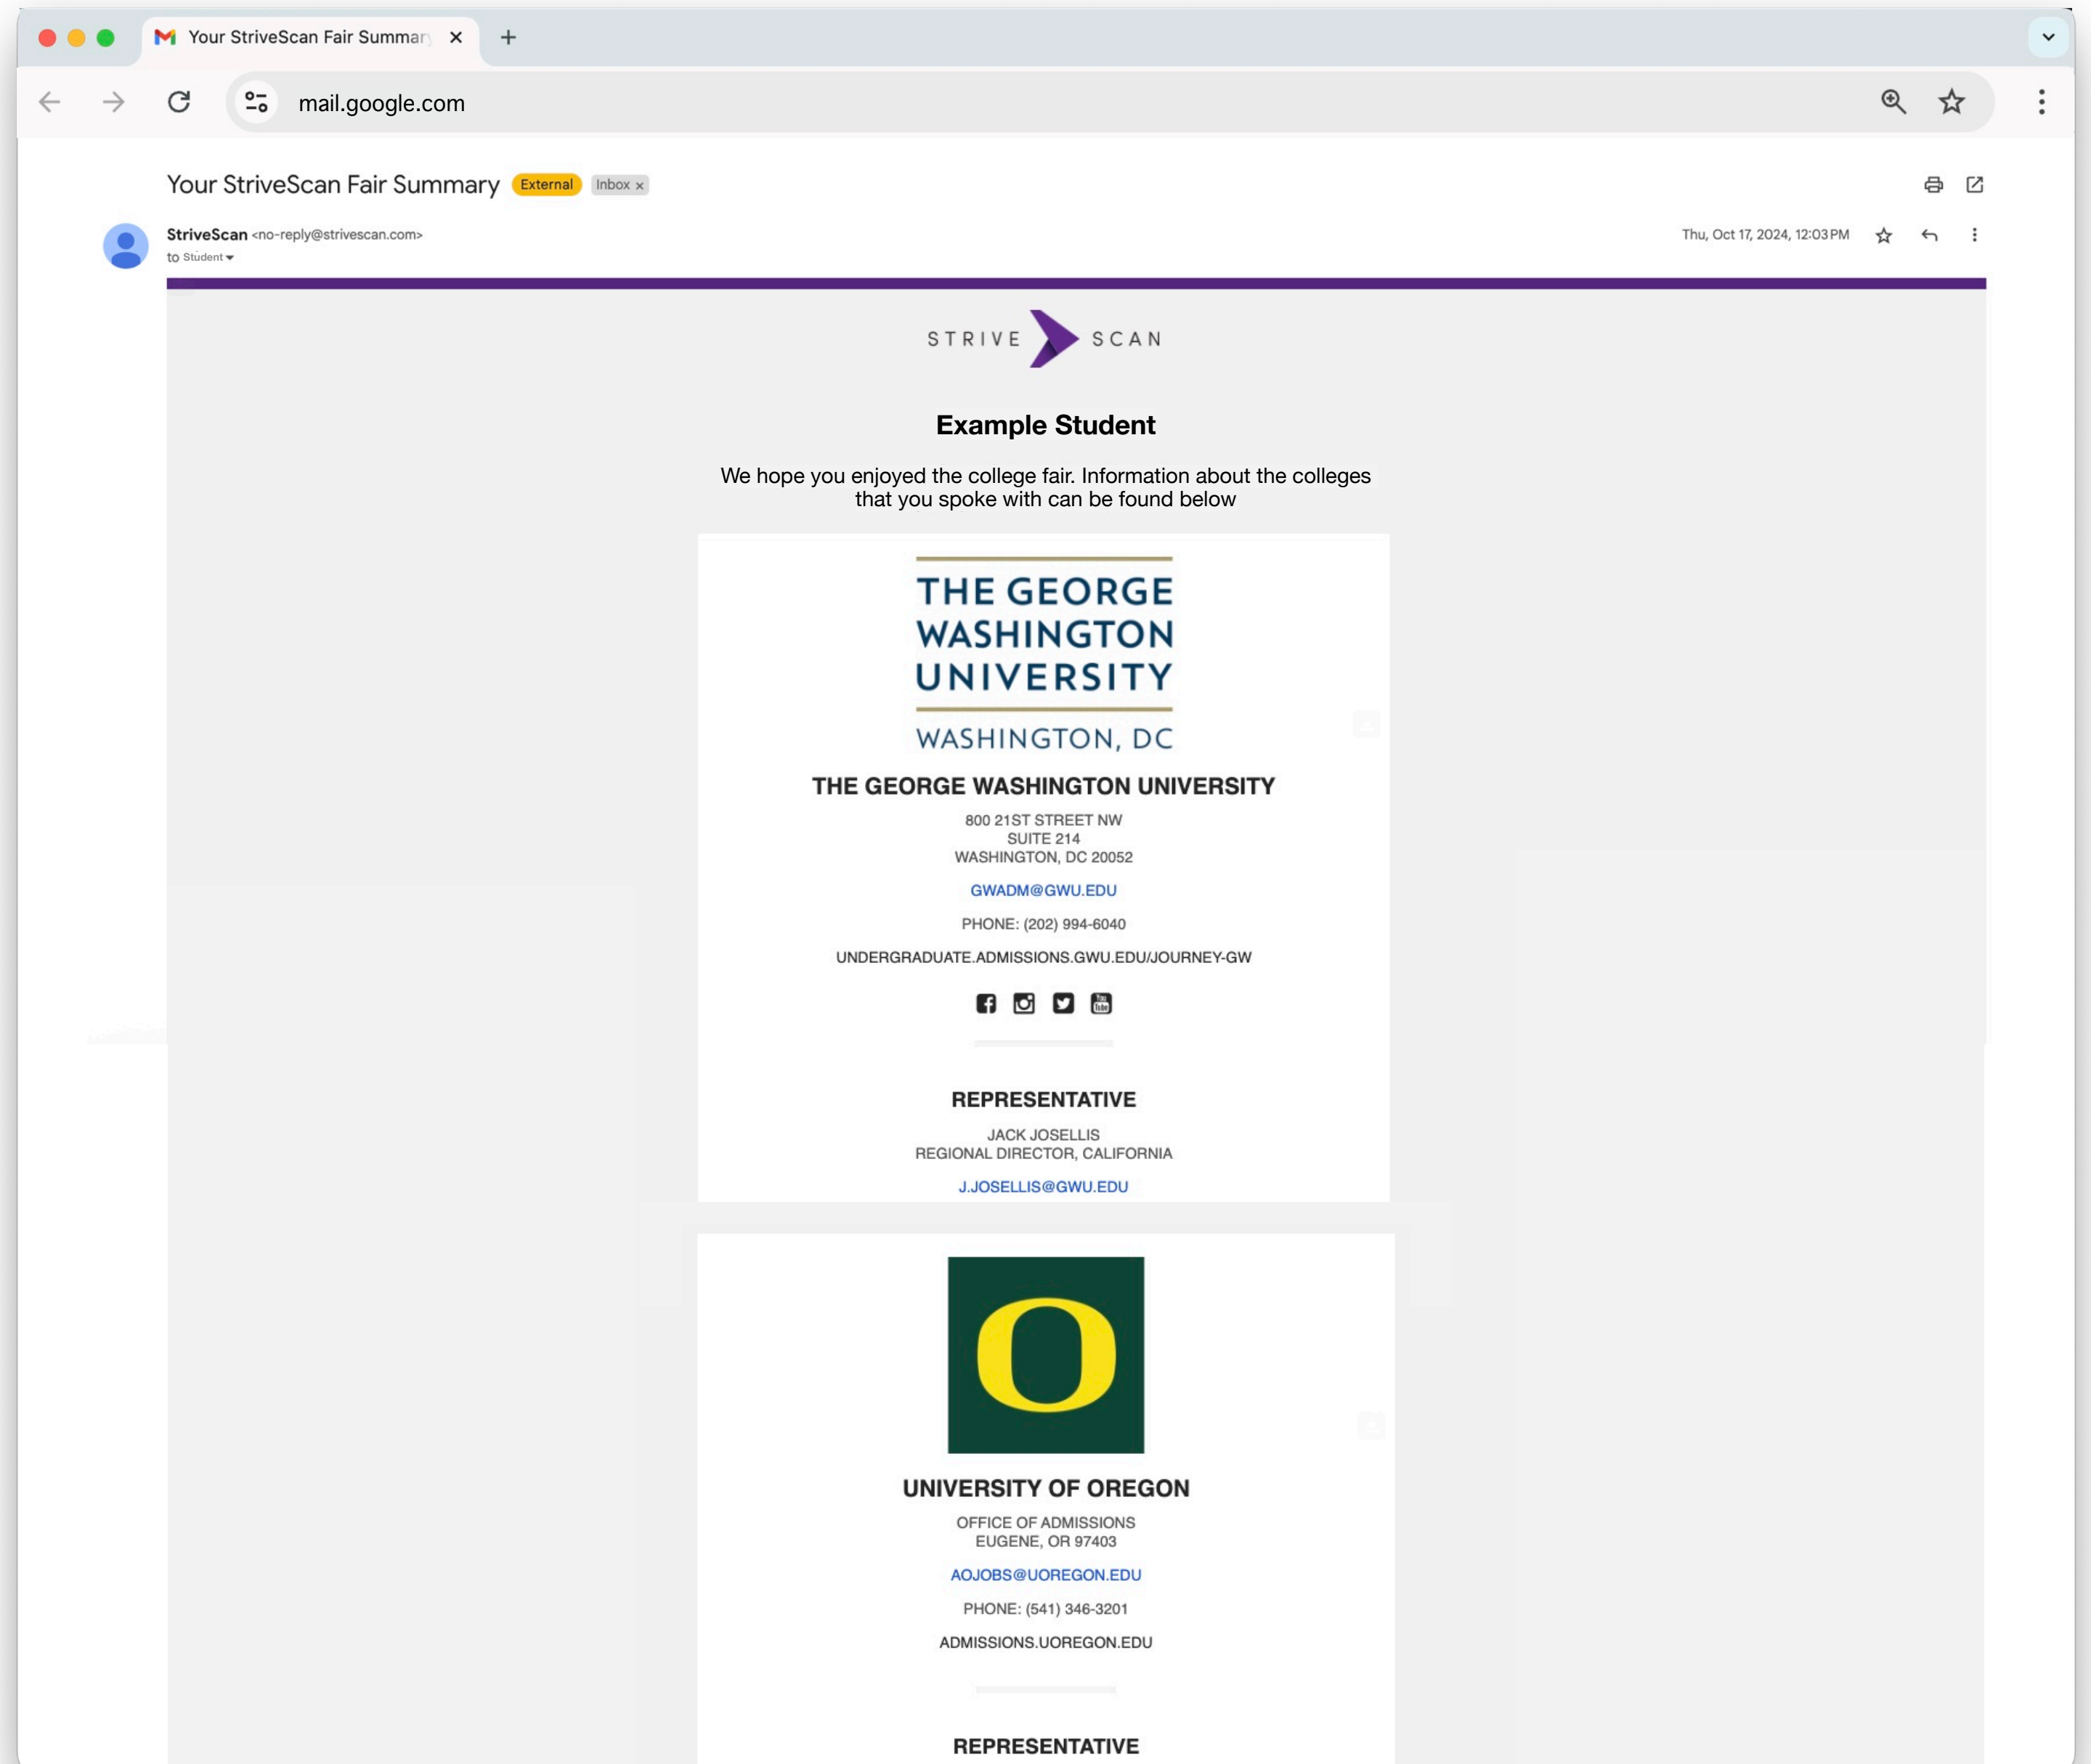 Your StriveScan Fair Summary
mail.google.com
Your StriveScan Fair Summary External Inbox x
StriveScan <no-reply@strivescan.com> Thu, Oct 17, 2024, 12:03 PM
to Student
STRIVE SCAN
Example Student
We hope you enjoyed the college fair. Information about the colleges
that you spoke with can be found below
THE GEORGE
WASHINGTON
UNIVERSITY
WASHINGTON, DC
THE GEORGE WASHINGTON UNIVERSITY
800 21ST STREET NW
SUITE 214
WASHINGTON, DC 20052
GWADM@GWU.EDU
PHONE: (202) 994-6040
UNDERGRADUATE.ADMISSIONS.GWU.EDU/JOURNEY-GW
You Tube
REPRESENTATIVE
JACK JOSELLIS
REGIONAL DIRECTOR, CALIFORNIA
J.JOSELLIS@GWU.EDU
O
UNIVERSITY OF OREGON
OFFICE OF ADMISSIONS
EUGENE, OR 97403
AOJOBS@UOREGON.EDU
PHONE: (541) 346-3201
ADMISSIONS.UOREGON.EDU
REPRESENTATIVE